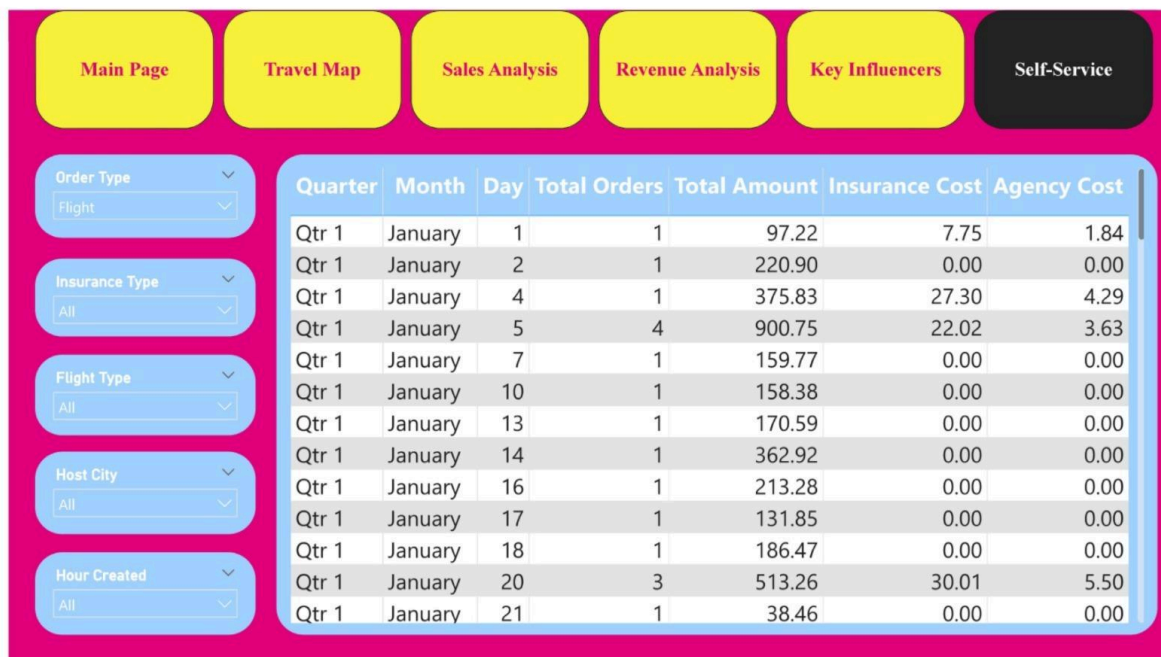 Main Page Travel Map Sales Analysis Revenue Analysis Key Influencers Self-Service
Order Type
Flight
Insurance Type
All
Flight Type
All
Host City
All
Hour Created
All
Quarter Month Day Total Orders Total Amount Insurance Cost Agency Cost
Qtr 1 January 1 1 97.22 7.75 1.84
Qtr 1 January 2 1 220.90 0.00 0.00
Qtr 1 January 4 1 375.83 27.30 4.29
Qtr 1 January 5 4 900.75 22.02 3.63
Qtr 1 January 7 1 159.77 0.00 0.00
Qtr 1 January 10 1 158.38 0.00 0.00
Qtr 1 January 13 1 170.59 0.00 0.00
Qtr 1 January 14 1 362.92 0.00 0.00
Qtr 1 January 16 1 213.28 0.00 0.00
Qtr 1 January 17 1 131.85 0.00 0.00
Qtr 1 January 18 1 186.47 0.00 0.00
Qtr 1 January 20 3 513.26 30.01 5.50
Qtr 1 January 21 1 38.46 0.00 0.00